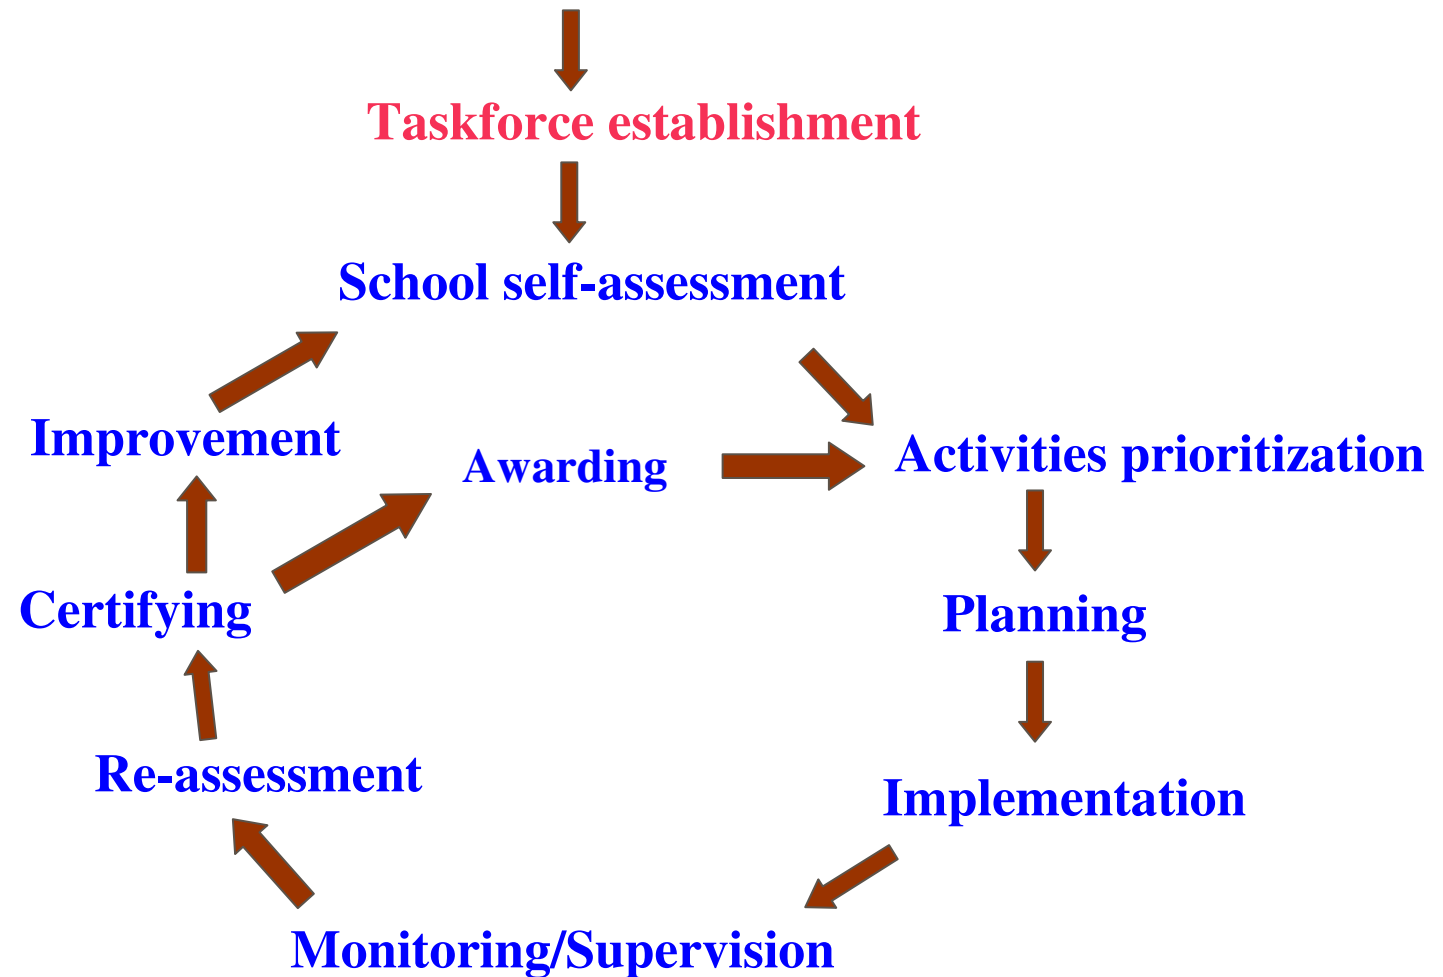 Taskforce establishment
School self-assessment
Improvement
Awarding
Activities prioritization
Certifying
Planning
Re-assessment
Implementation
Monitoring/Supervision